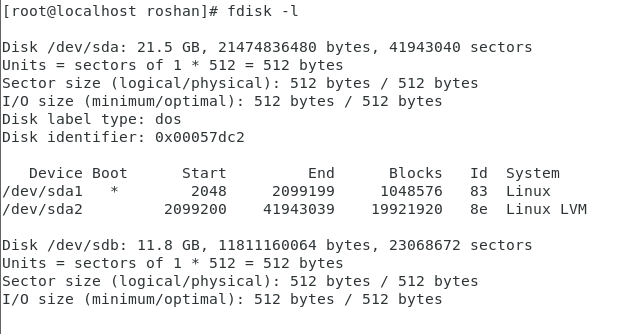 [root@localhost roshan]# fdisk -l
Disk /dev/sda: 21.5 GB, 21474836480 bytes, 41943040 sectors
Units = sectors of 1 * 512 = 512 bytes
Sector size (logical/physical): 512 bytes / 512 bytes
I/O size (minimum/optimal): 512 bytes / 512 bytes
Disk label type: dos
Disk identifier: 0x00057dc2
Device Boot Start End Blocks Id System
/dev/sda1 * 2048 2099199 1048576 83 Linux
/dev/sda2 2099200 41943039 19921920 8e Linux LVM
Disk /dev/sdb: 11.8 GB, 11811160064 bytes, 23068672 sectors
Units = sectors of 1 * 512 = 512 bytes
Sector size (logical/physical): 512 bytes / 512 bytes
I/O size (minimum/optimal): 512 bytes / 512 bytes